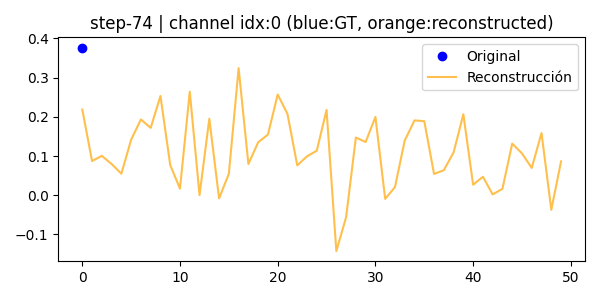 step-74 | channel idx:0 (blue:GT, orange:reconstructed)
0.4
0.3
0.2
0.1
0.0
−0.1
0 10 20 30 40 50
Original
Reconstrucción